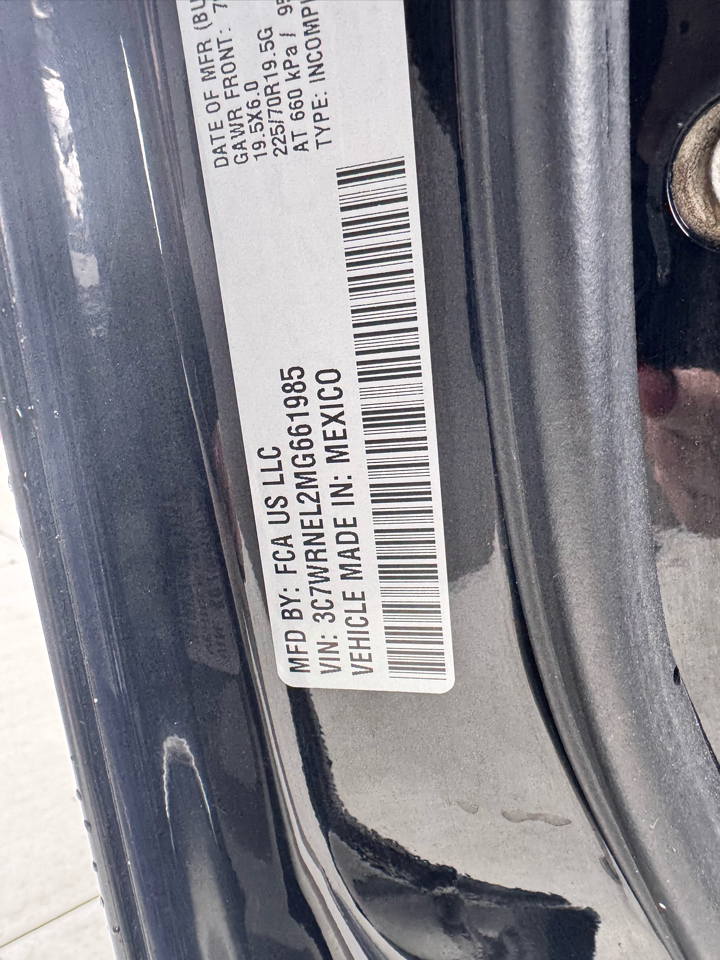 MFD BY: FCA US LLC
VIN: 3C7WRNEL2MG661985
VEHICLE MADE IN: MEXICO
DATE OF MFR
GAWR FRONT:
19.5X6.0
225/70R19.5G
AT 660 kPa /
TYPE: